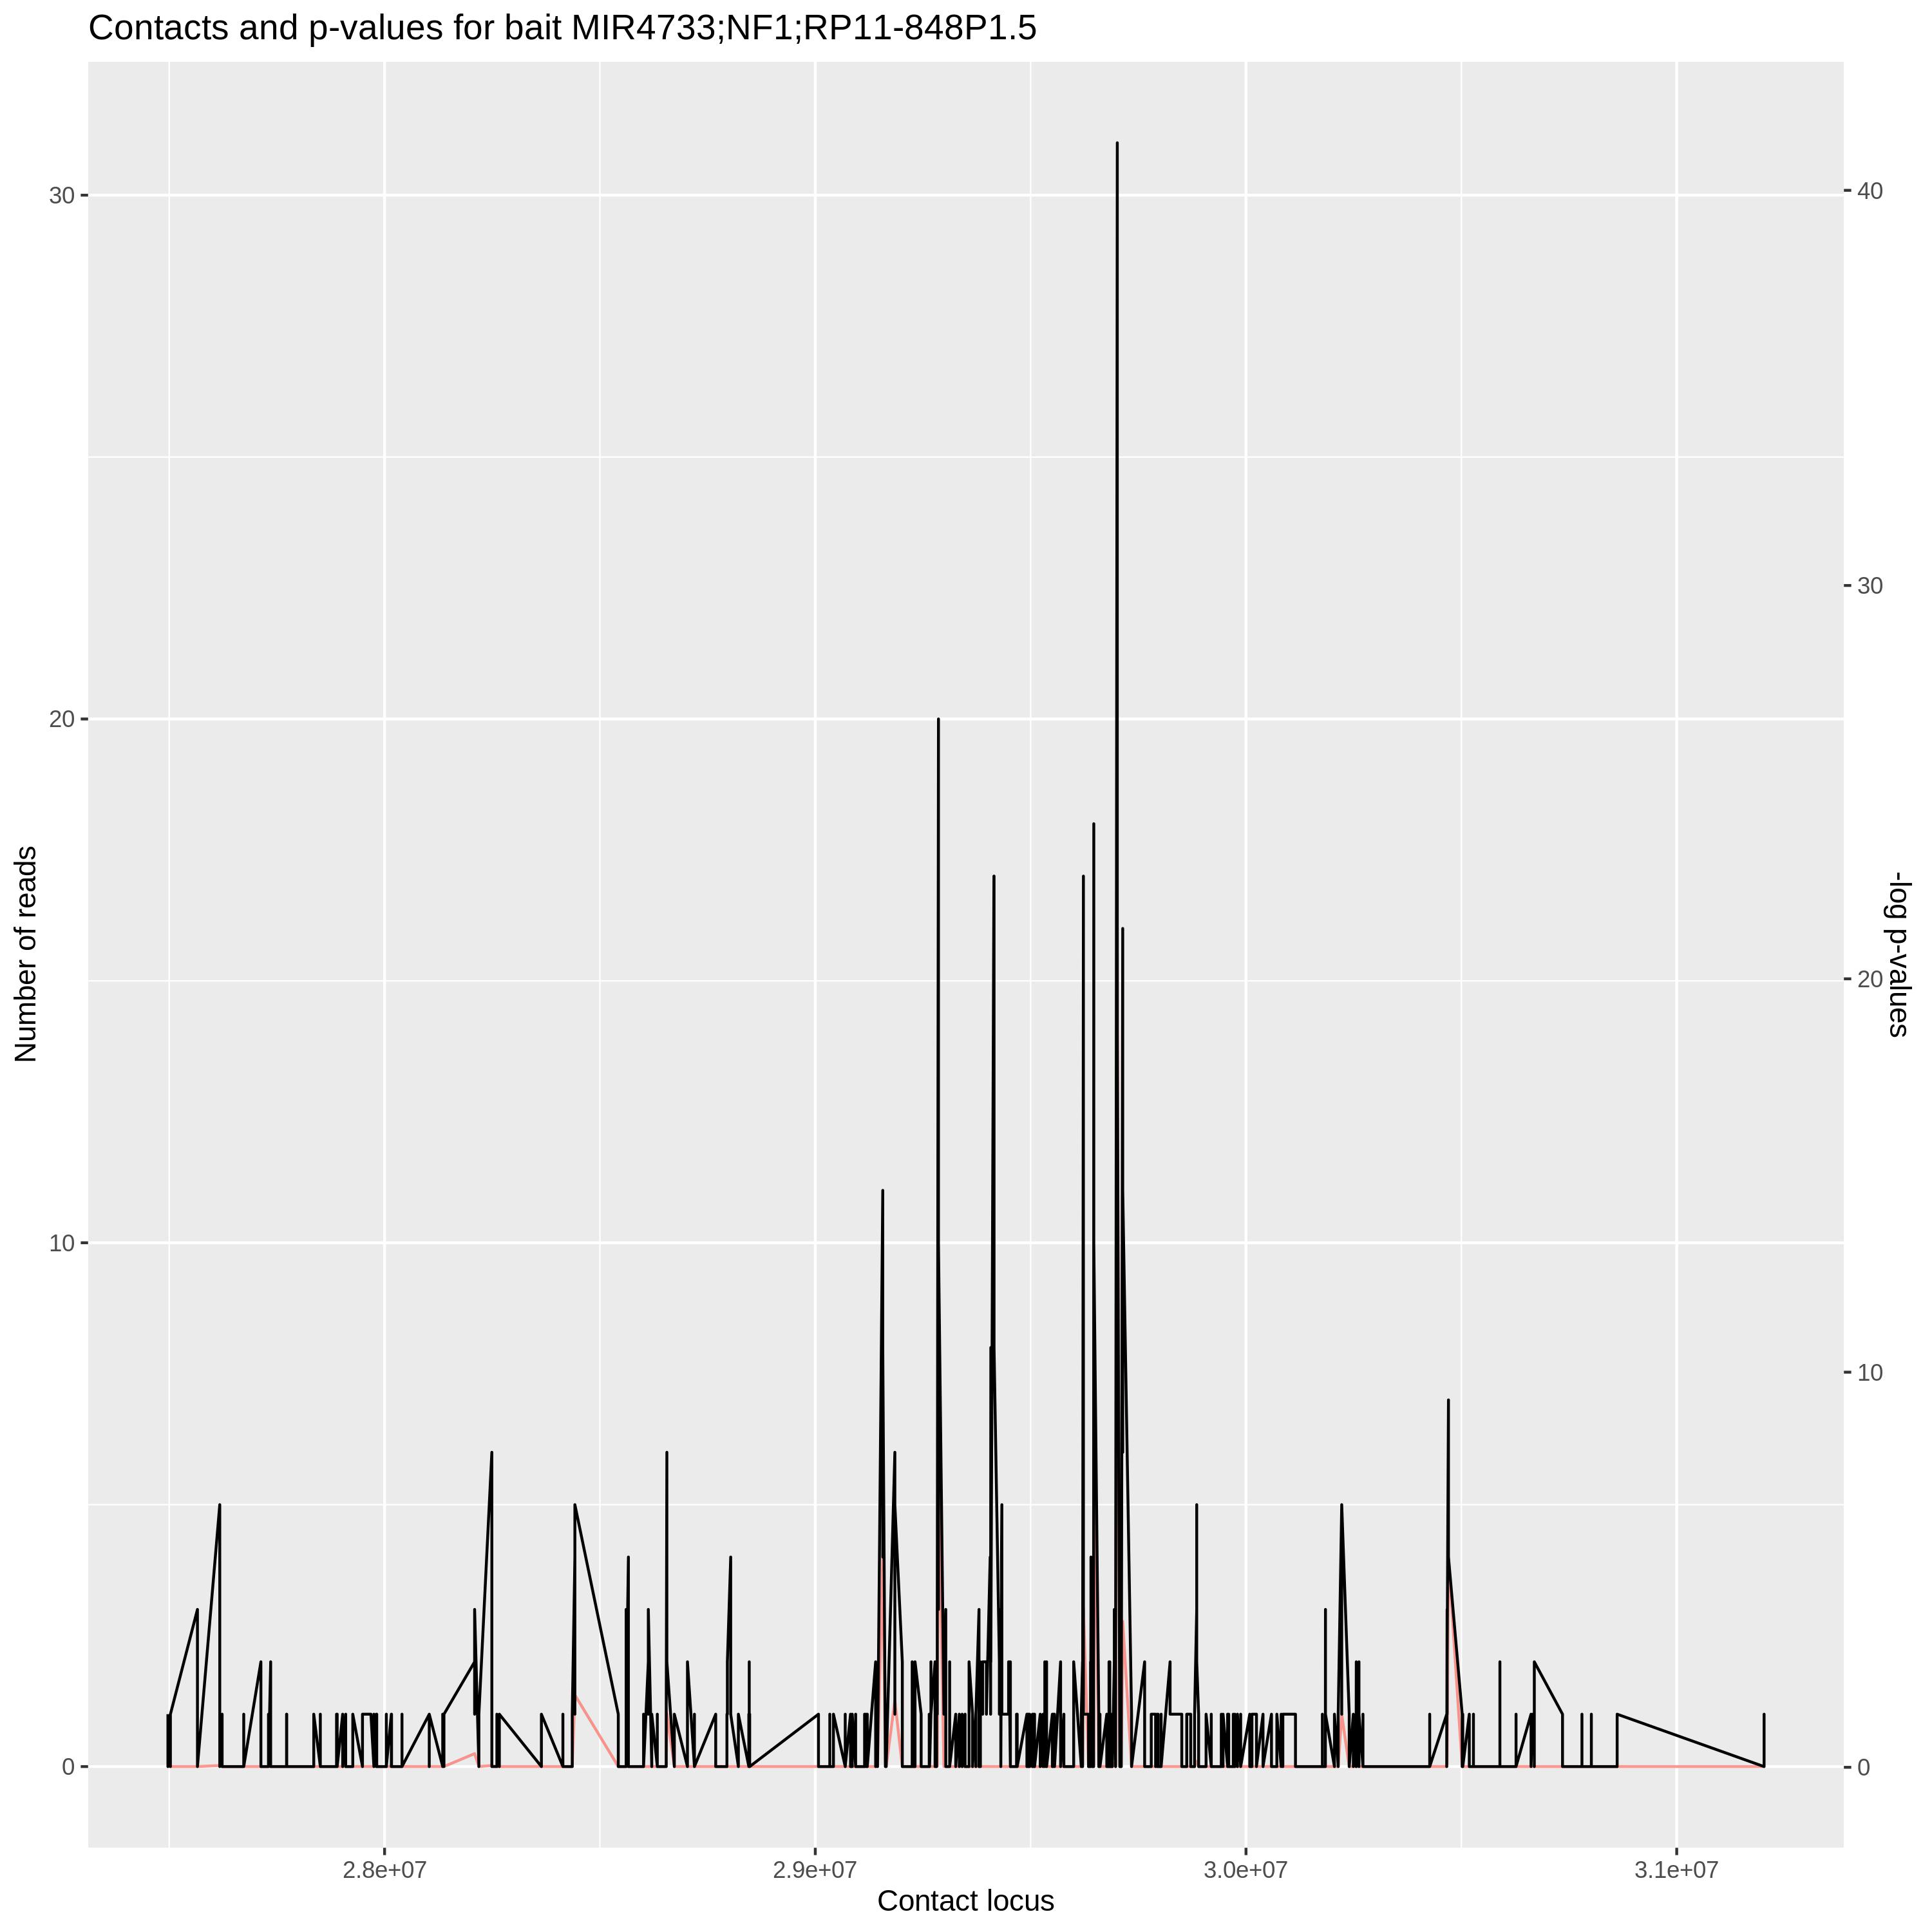 Contacts and p-values for bait MIR4733;NF1;RP11-848P1.5
30
20
10
0
Number of reads
40
30
20
10
0
-log p-values
2.8e+07
2.9e+07
3.0e+07
3.1e+07
Contact locus